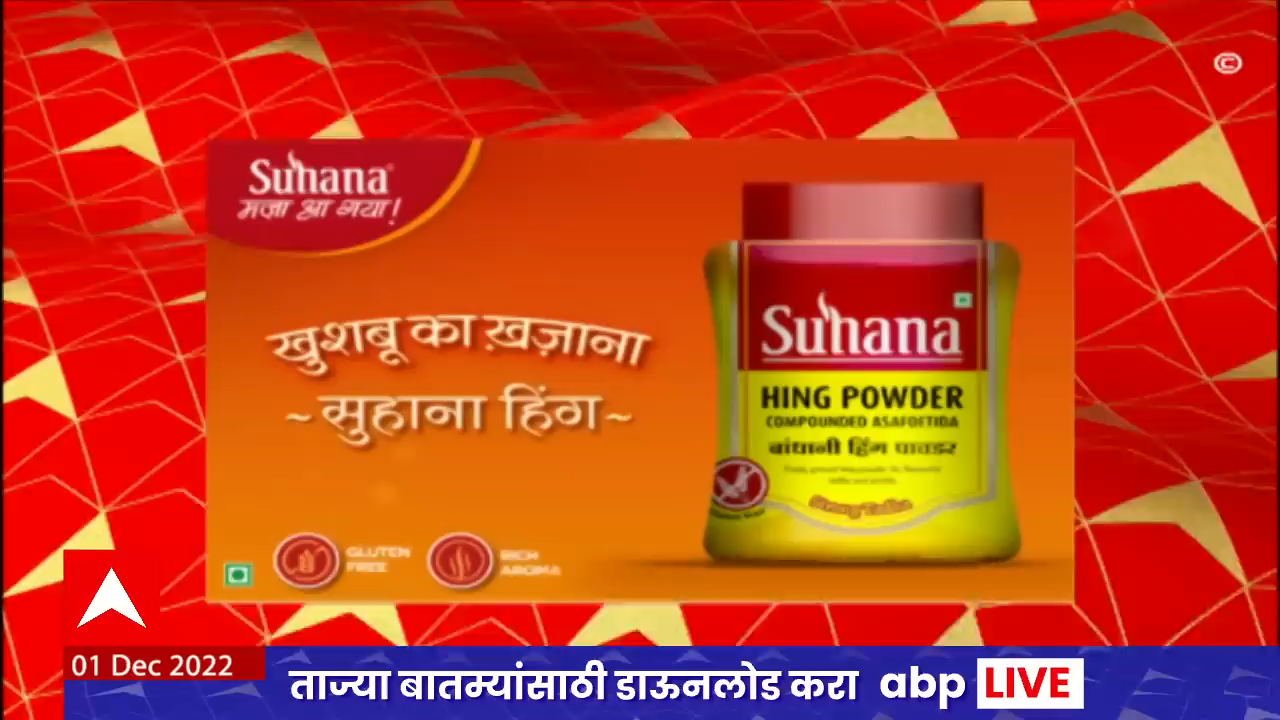 ©
Suhana®
मज़ा आ गया!
खुशबू का ख़ज़ाना
~सुहाना हिंग~
GLUTEN
FREE
RICH
AROMA
Suhana
HING POWDER
COMPOUNDED ASAFOETIDA
बांधानी हिंग पावडर
01 Dec 2022
ताज्या बातम्यांसाठी डाऊनलोड करा abp LIVE